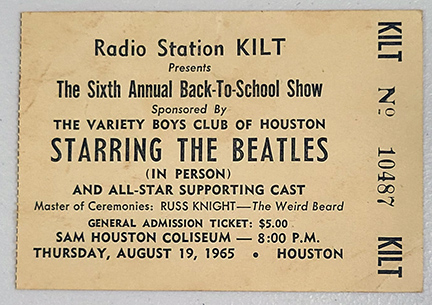 Radio Station KILT
Presents
The Sixth Annual Back-To-School Show
Sponsored By
THE VARIETY BOYS CLUB OF HOUSTON
STARRING THE BEATLES
(IN PERSON)
AND ALL-STAR SUPPORTING CAST
Master of Ceremonies: RUSS KNIGHT—The Weird Beard
GENERAL ADMISSION TICKET: $5.00
SAM HOUSTON COLISEUM — 8:00 P.M.
THURSDAY, AUGUST 19, 1965 • HOUSTON
KILT No 10487 KILT